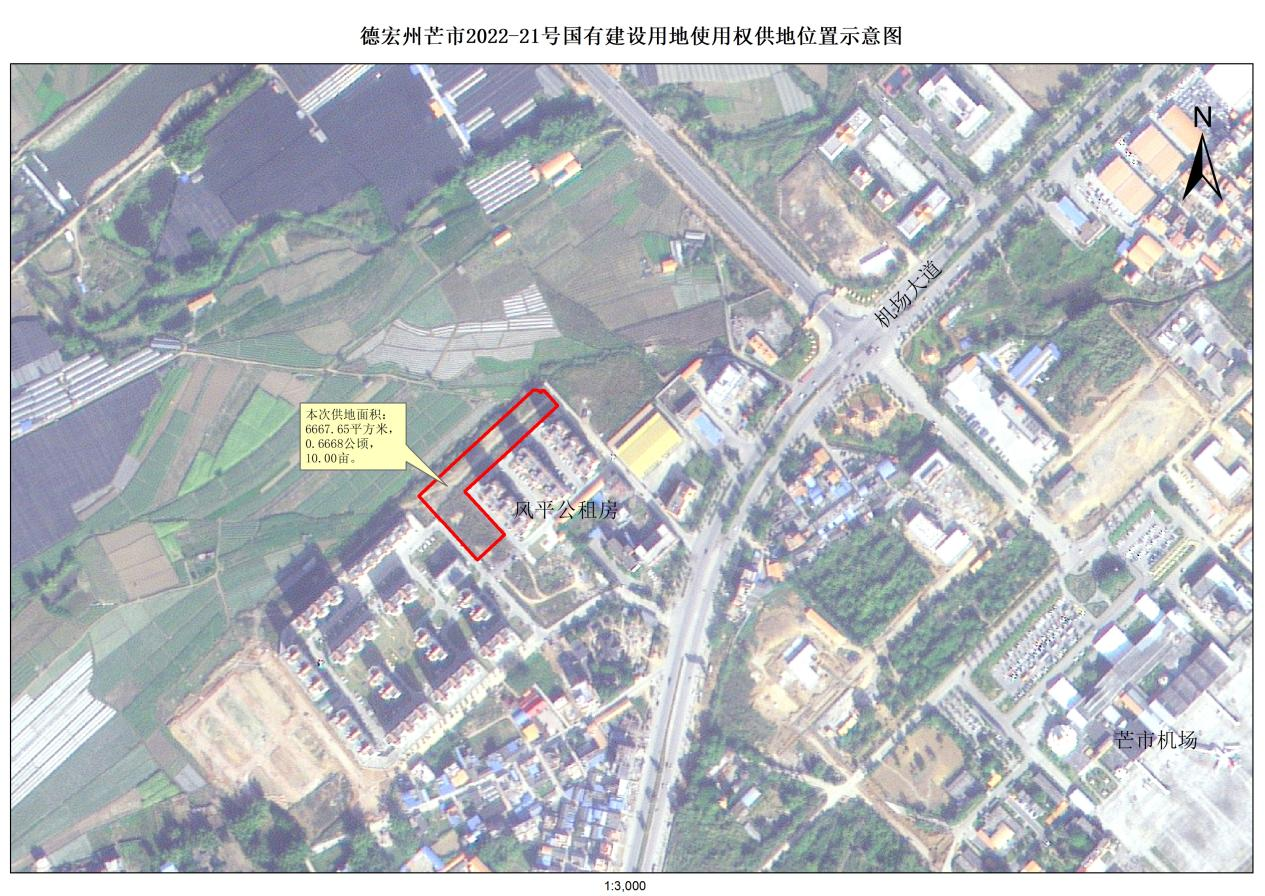 德宏州芒市2022-21号国有建设用地使用权供地位置示意图
N
机场大道
本次供地面积：
6667.65平方米，
0.6668公顷，
10.00亩。
风平公租房
芒市机场
1:3,000